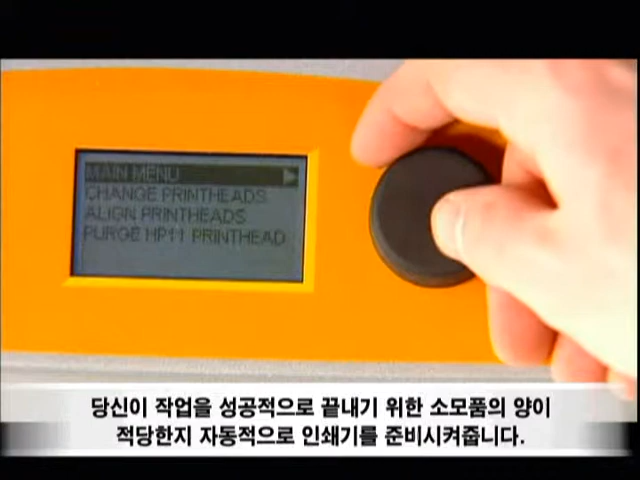 MAIN MENU
CHANGE PRINTHEADS
ALIGN PRINTHEADS
PURGE HP11 PRINTHEAD
당신이 작업을 성공적으로 끝내기 위한 소모품의 양이
적당한지 자동적으로 인쇄기를 준비시켜줍니다.